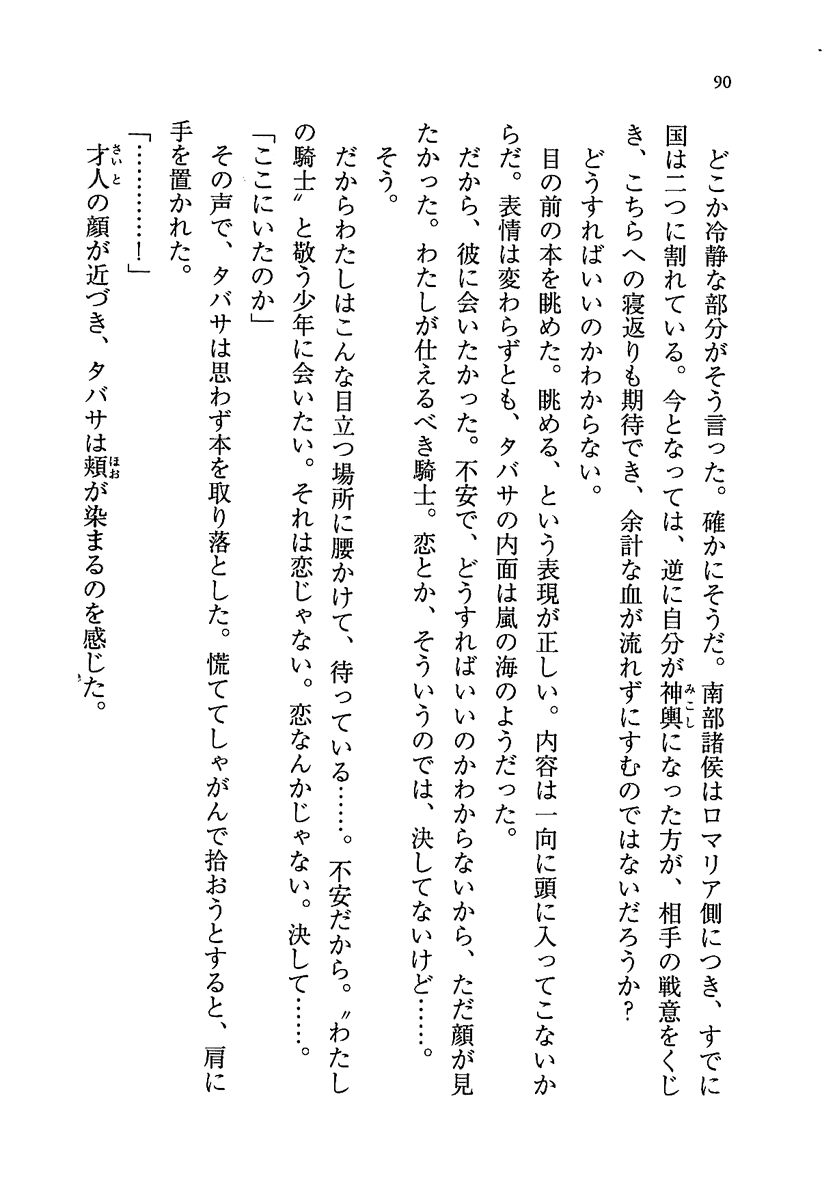 90
どこか冷静な部分がそう言った。確かにそうだ。南部諸侯はロマリア側につき、すでに
国は二つに割れている。今となっては、逆に自分が神輿になった方が、相手の戦意をくじ
き、こちらへの寝返りも期待でき、余計な血が流れずにすむのではないだろうか?
どうすればいいのかわからない。
目の前の本を眺めた。眺める、という表現が正しい。内容は一向に頭に入ってこないか
らだ。表情は変わらずとも、タバサの内面は嵐の海のようだった。
だから、彼に会いたかった。不安で、どうすればいいのかわからないから、ただ顔が見
たかった。わたしが仕えるべき騎士。恋とか、そういうのでは、決してないけど……。
そう。
だからわたしはこんな目立つ場所に腰かけて、待っている……。不安だから。〝わたし
の騎士〟と敬う少年に会いたい。それは恋じゃない。恋なんかじゃない。決して……。
「ここにいたのか」
その声で、タバサは思わず本を取り落とした。慌ててしゃがんで拾おうとすると、肩に
手を置かれた。
「…………!」
才人の顔が近づき、タバサは頬が染まるのを感じた。